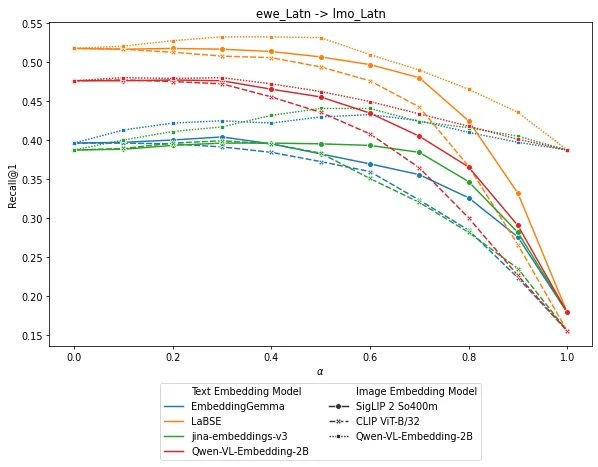 ewe_Latn -> lmo_Latn
0.55
0.50
0.45
0.40
0.35
0.30
0.25
0.20
0.15
Recall@1
0.0 0.2 0.4 0.6 0.8 1.0
α
Text Embedding Model
EmbeddingGemma
LaBSE
jina-embeddings-v3
Qwen-VL-Embedding-2B
Image Embedding Model
SigLIP 2 So400m
CLIP ViT-B/32
Qwen-VL-Embedding-2B